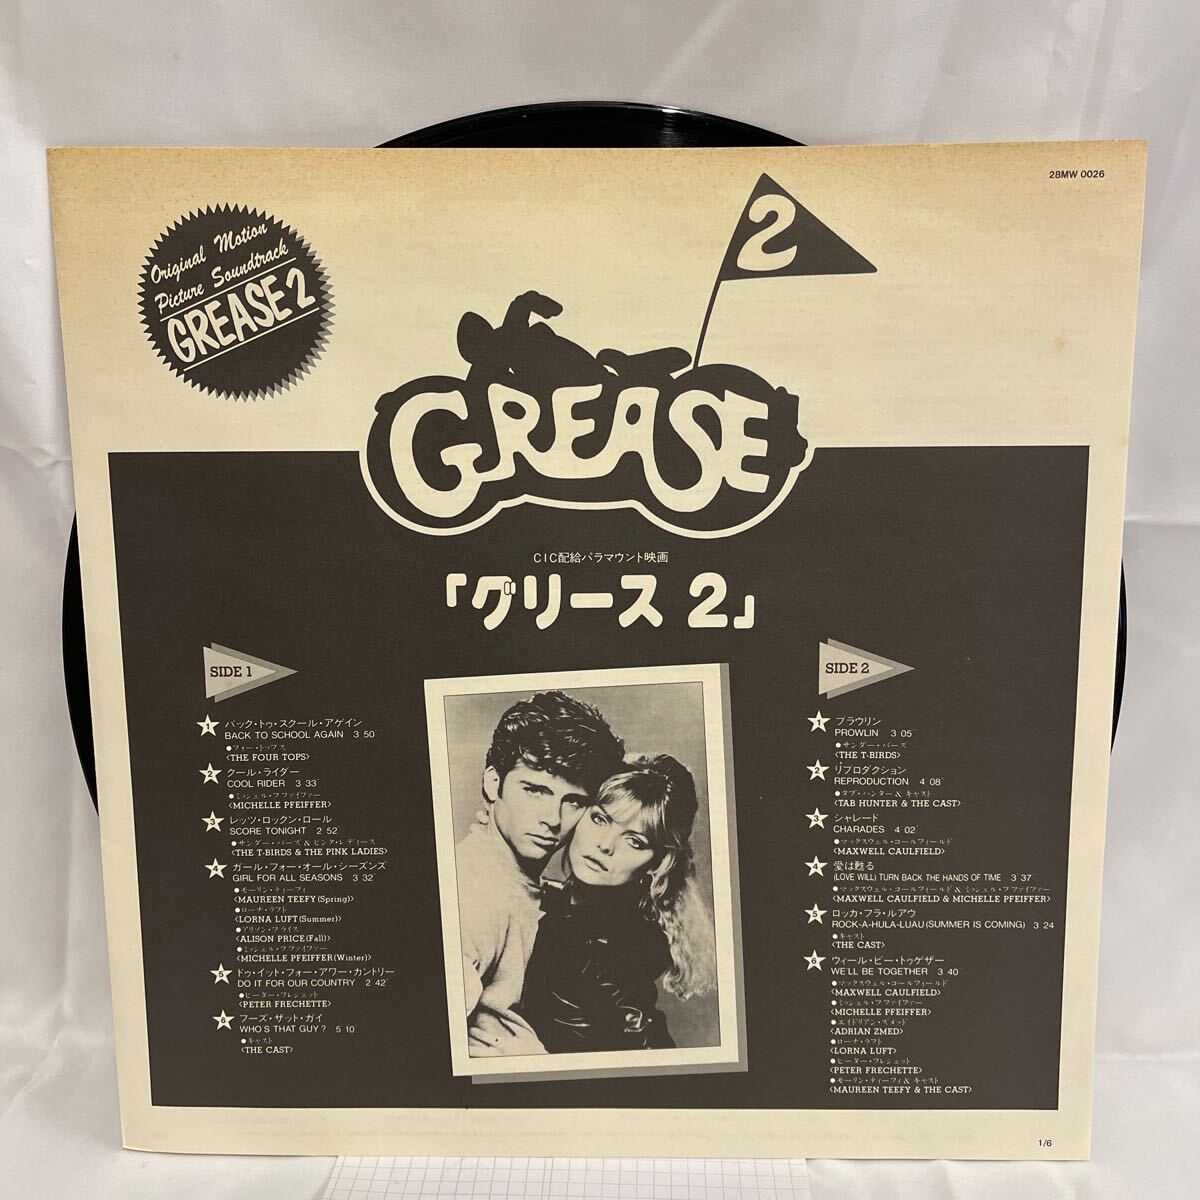 28MW 0026
Original Motion
Picture Soundtrack
GREASE 2
2
GREASE
CIC配給パラマウント映画
「グリース 2」
SIDE 1
1 バック・トゥ・スクール・アゲイン
BACK TO SCHOOL AGAIN 3 50
●フォー・トップス
〈THE FOUR TOPS〉
2 クール・ライダー
COOL RIDER 3 33
●ミッシェル・ファイファー
〈MICHELLE PFEIFFER〉
3 レッツ・ロックン・ロール
SCORE TONIGHT 2 52
●サンダー・バーズ & ピンク・レディース
〈THE T-BIRDS & THE PINK LADIES〉
4 ガール・フォー・オール・シーズンズ
GIRL FOR ALL SEASONS 3 32
●モーリン・ティーフィ
〈MAUREEN TEEFY (Spring)〉
●ローナ・ラフト
〈LORNA LUFT (Summer)〉
●アリソン・プライス
〈ALISON PRICE (Fall)〉
●ミッシェル・ファイファー
〈MICHELLE PFEIFFER (Winter)〉
5 ドゥ・イット・フォー・アワー・カントリー
DO IT FOR OUR COUNTRY 2 42
●ピーター・フレシェット
〈PETER FRECHETTE〉
6 フーズ・ザット・ガイ
WHO'S THAT GUY? 5 10
●キャスト
〈THE CAST〉
SIDE 2
1 プラウリン
PROWLIN 3 05
●サンダー・バーズ
〈THE T-BIRDS〉
2 リプロダクション
REPRODUCTION 4 08
●タブ・ハンター & キャスト
〈TAB HUNTER & THE CAST〉
3 シャレード
CHARADES 4 02
●マックスウェル・コールフィールド
〈MAXWELL CAULFIELD〉
4 愛は甦る
(LOVE WILL) TURN BACK THE HANDS OF TIME 3 37
●マックスウェル・コールフィールド & ミッシェル・ファイファー
〈MAXWELL CAULFIELD & MICHELLE PFEIFFER〉
5 ロッカ・フラ・ルアウ
ROCK-A-HULA-LUAU (SUMMER IS COMING) 3 24
●キャスト
〈THE CAST〉
6 ウィール・ビー・トゥゲザー
WE'LL BE TOGETHER 3 40
●マックスウェル・コールフィールド
〈MAXWELL CAULFIELD〉
●ミッシェル・ファイファー
〈MICHELLE PFEIFFER〉
●エイドリアン・ズメッド
〈ADRIAN ZMED〉
●ローナ・ラフト
〈LORNA LUFT〉
●ピーター・フレシェット
〈PETER FRECHETTE〉
●モーリン・ティーフィ & キャスト
〈MAUREEN TEEFY & THE CAST〉
1/6